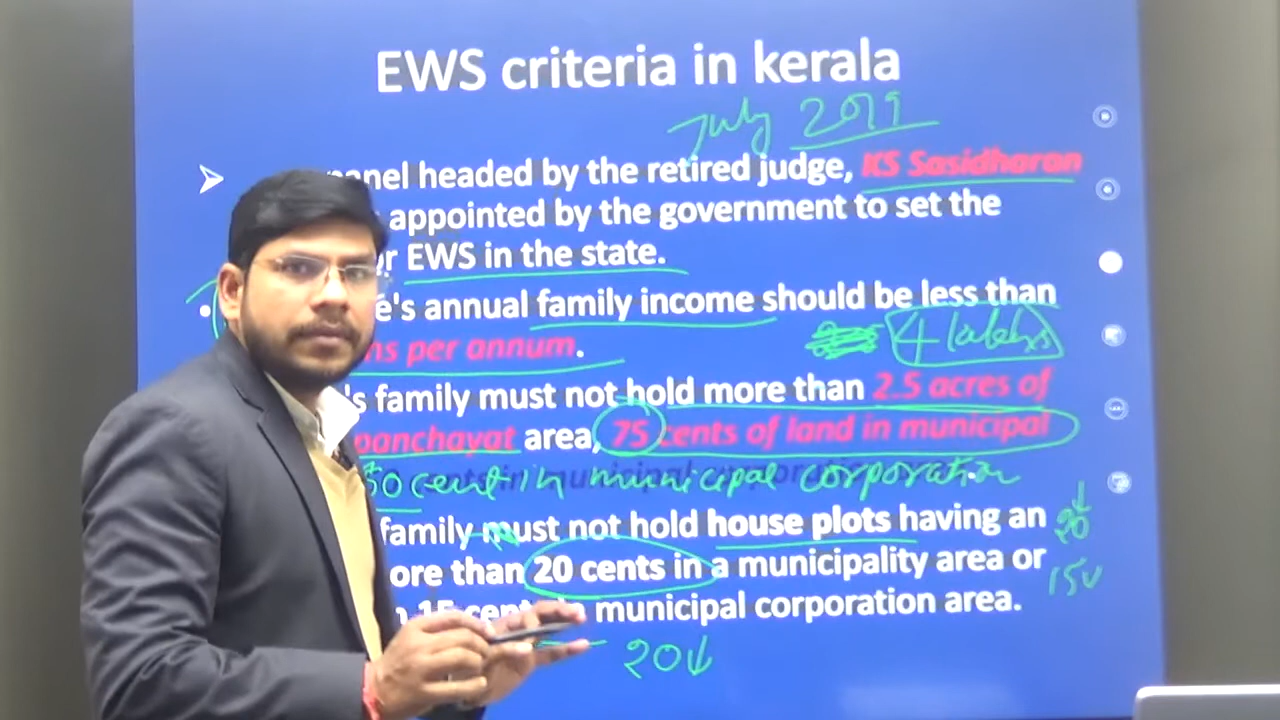 EWS criteria in kerala
july 2019
panel headed by the retired judge, KS Sasidharan
appointed by the government to set the
EWS in the state.
's annual family income should be less than
per annum. 4 lakhs
family must not hold more than 2.5 acres of
panchayat area, 75 cents of land in municipal
50 cent in municipal corporation
family must not hold house plots having an
20
ore than 20 cents in a municipality area or
15
15 cents in municipal corporation area.
20